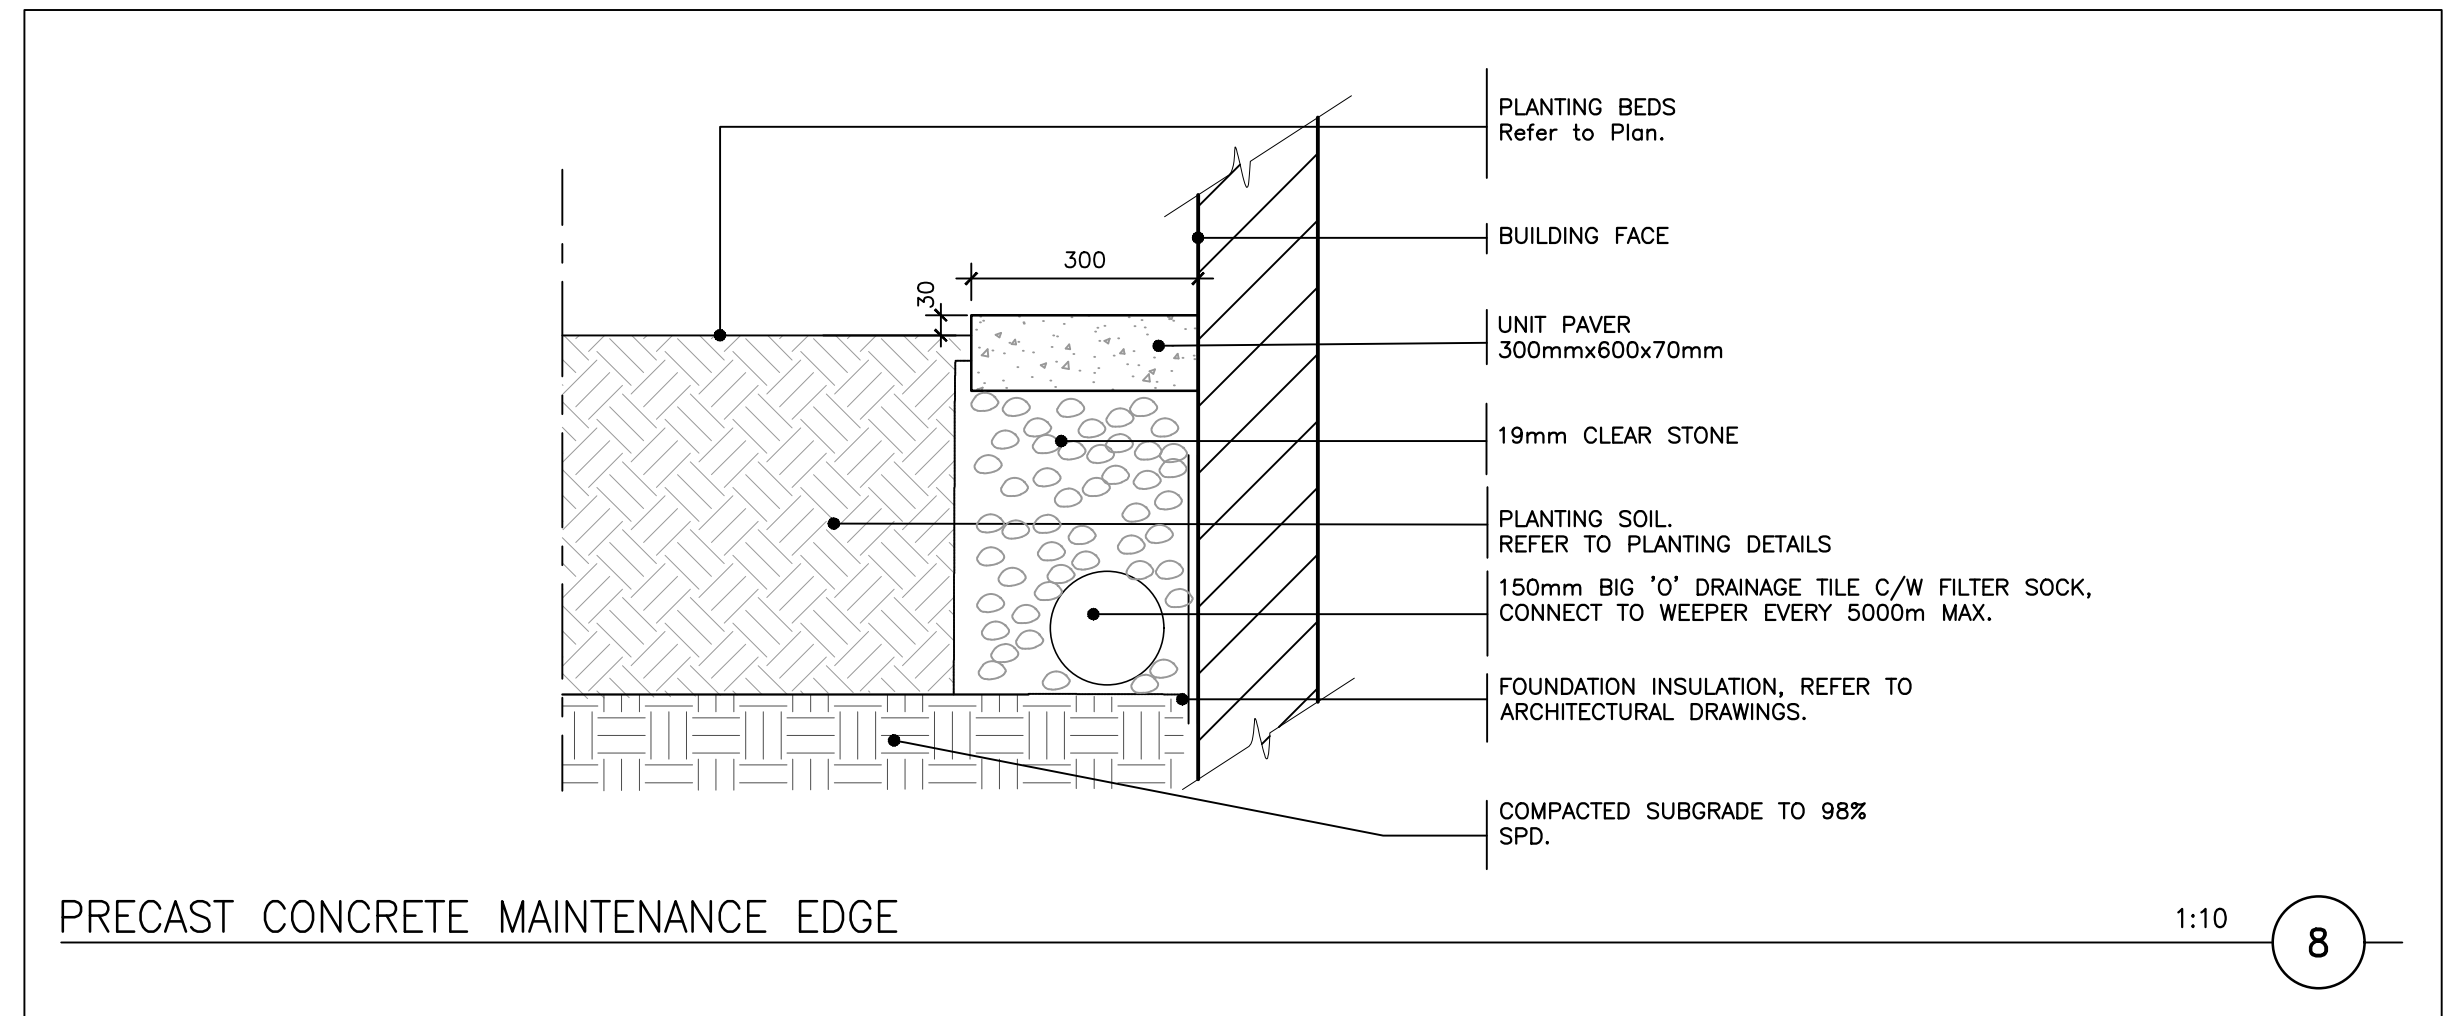 PLANTING BEDS
Refer to Plan.
BUILDING FACE
300
30
UNIT PAVER
300mmx600x70mm
19mm CLEAR STONE
PLANTING SOIL.
REFER TO PLANTING DETAILS
150mm BIG 'O' DRAINAGE TILE C/W FILTER SOCK,
CONNECT TO WEEPER EVERY 5000m MAX.
FOUNDATION INSULATION, REFER TO
ARCHITECTURAL DRAWINGS.
COMPACTED SUBGRADE TO 98%
SPD.
PRECAST CONCRETE MAINTENANCE EDGE
1:10
8